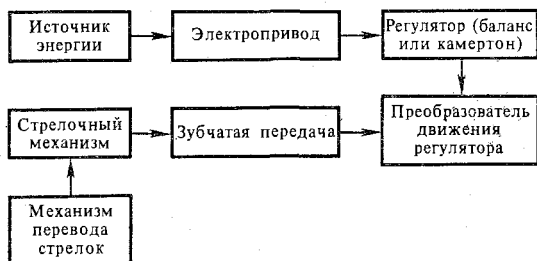 Источник
энергии
Электропривод
Регулятор (баланс
или камертон)
Стрелочный
механизм
Зубчатая передача
Преобразователь
движения
регулятора
Механизм
перевода
стрелок